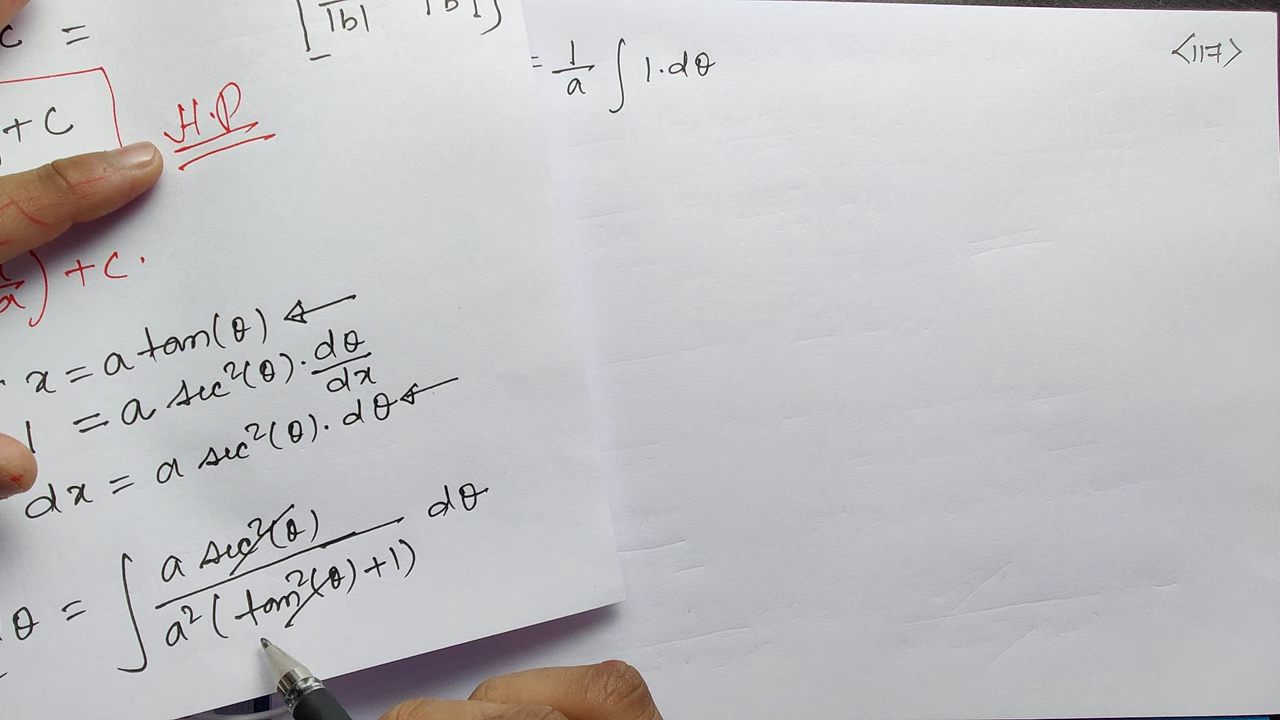 c =
|b| |b|
+ c
H.P
a) + c.
x = a tan(θ) ←
1 = a sec²(θ) · dθ/dx
dx = a sec²(θ) · dθ ←
θ = ∫ a sec²(θ) / a²(tan²(θ) + 1) dθ
= 1/a ∫ 1 · dθ
<117>